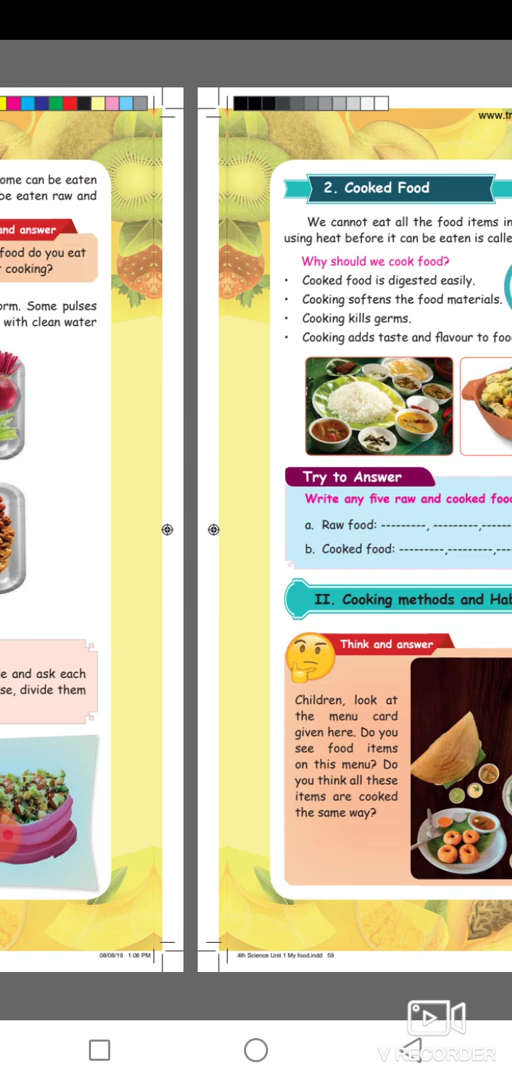 ome can be eaten
be eaten raw and
and answer
food do you eat
cooking?
orm. Some pulses
with clean water
e and ask each
se, divide them
08/08/19 1:06 PM
www.tr
2. Cooked Food
We cannot eat all the food items in
using heat before it can be eaten is calle
Why should we cook food?
• Cooked food is digested easily.
• Cooking softens the food materials.
• Cooking kills germs.
• Cooking adds taste and flavour to foo
Try to Answer
Write any five raw and cooked food
a. Raw food: ---------, ---------,------
b. Cooked food: ---------,---------,---
II. Cooking methods and Hab
Think and answer
Children, look at
the menu card
given here. Do you
see food items
on this menu? Do
you think all these
items are cooked
the same way?
4th Science Unit 1 My food.indd 59
V RECORDER